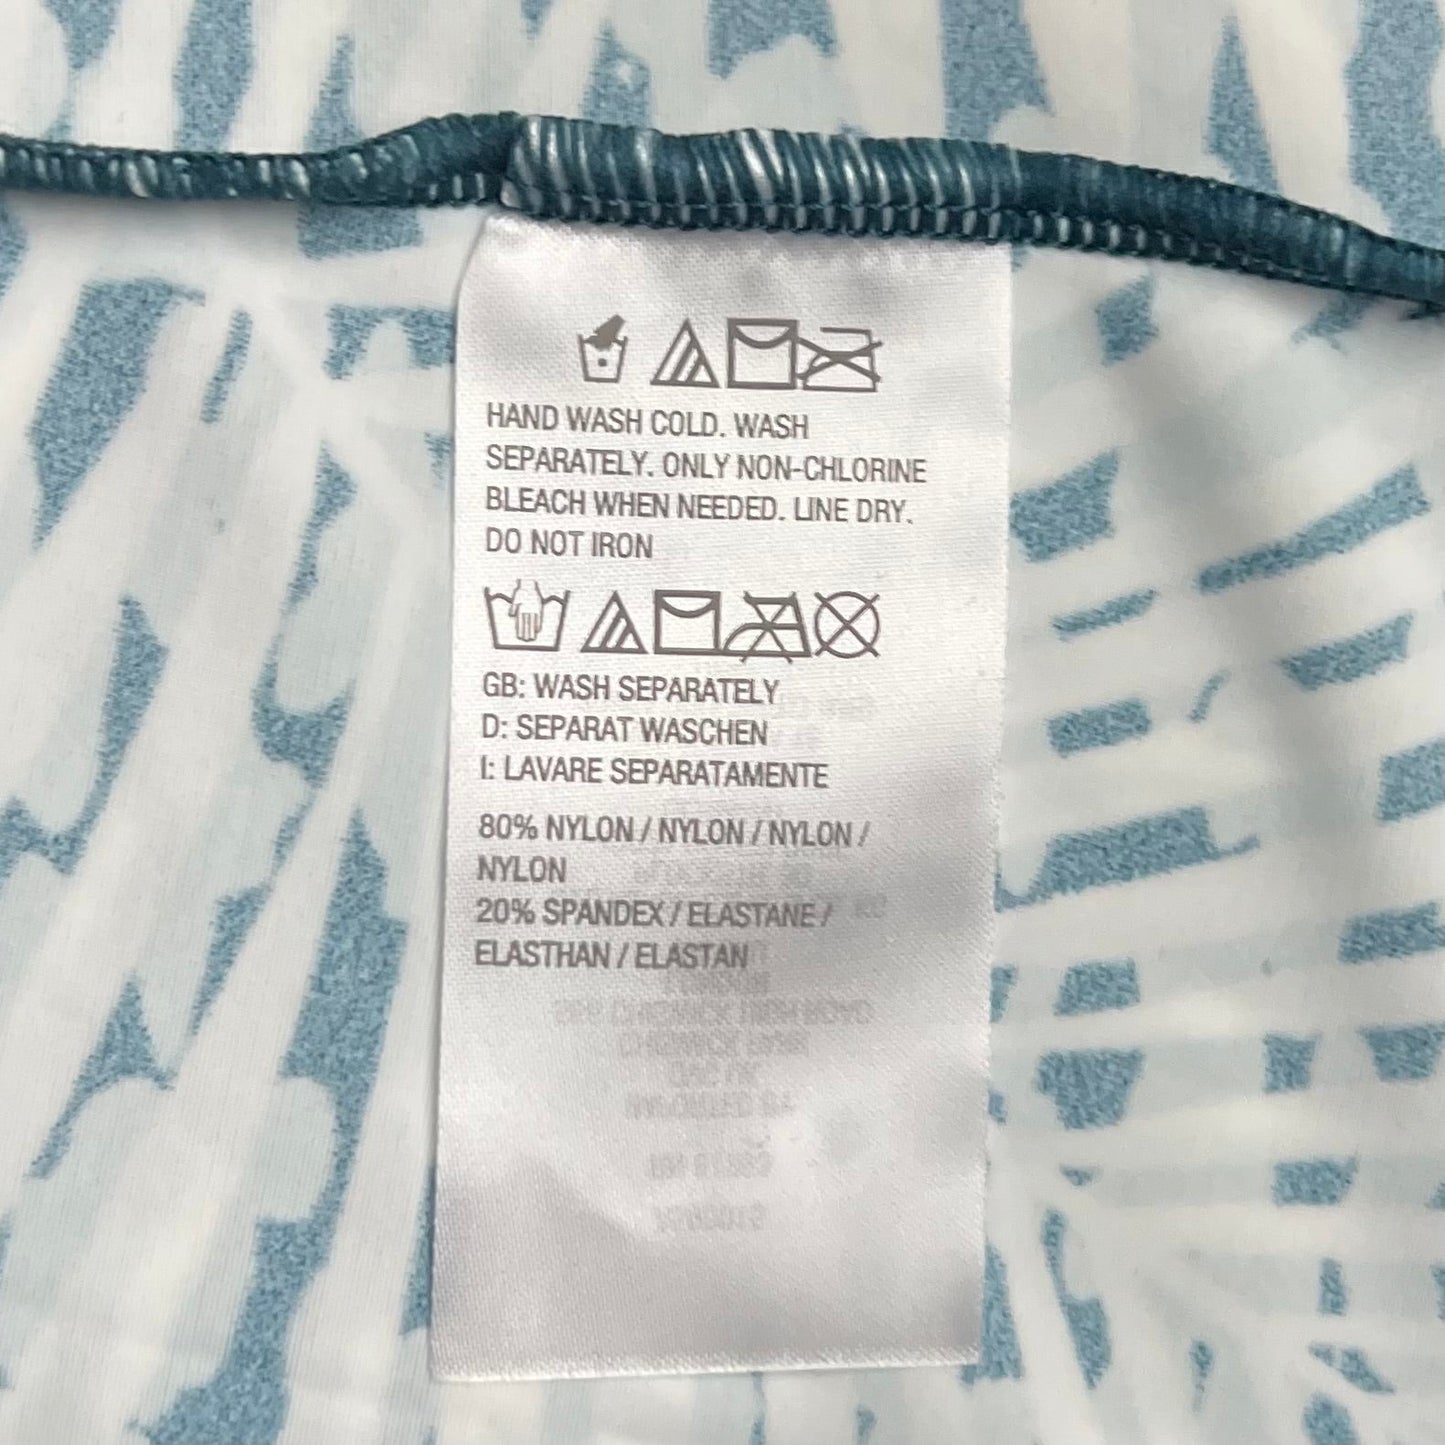 HAND WASH COLD. WASH
SEPARATELY. ONLY NON-CHLORINE
BLEACH WHEN NEEDED. LINE DRY.
DO NOT IRON
GB: WASH SEPARATELY
D: SEPARAT WASCHEN
I: LAVARE SEPARATAMENTE
80% NYLON / NYLON / NYLON /
NYLON
20% SPANDEX / ELASTANE /
ELASTHAN / ELASTAN